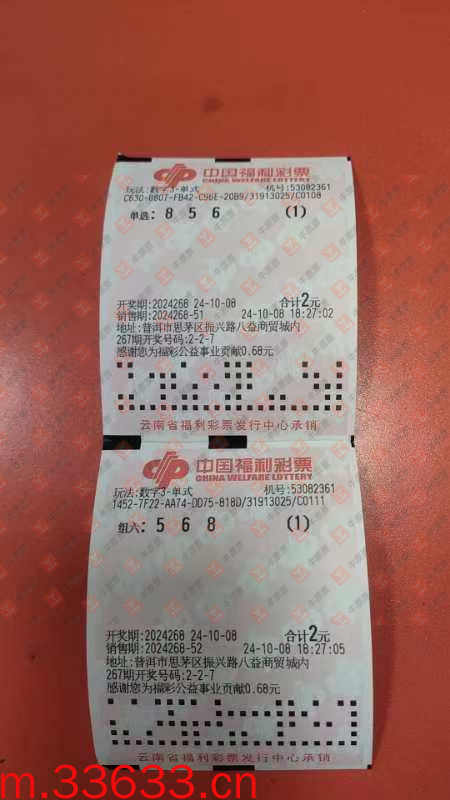 中国福利彩票
CHINA WELFARE LOTTERY
玩法:数字3-单式 机号:53082361
C630-0807-FB42-C96E-20B9/31913025/C0108
单选: 8 5 6 (1)
开奖期:2024268 24-10-08 合计2元
销售期:2024268-51 24-10-08 18:27:02
地址:普洱市思茅区振兴路八益商贸城内
267期开奖号码:2-2-7
感谢您为福彩公益事业贡献0.68元
云南省福利彩票发行中心承销
中国福利彩票
CHINA WELFARE LOTTERY
玩法:数字3-单式 机号:53082361
1452-7F22-AA74-0D75-818D/31913025/C0111
组六: 5 6 8 (1)
开奖期:2024268 24-10-08 合计2元
销售期:2024268-52 24-10-08 18:27:05
地址:普洱市思茅区振兴路八益商贸城内
267期开奖号码:2-2-7
感谢您为福彩公益事业贡献0.68元
云南省福利彩票发行中心承销
m.33633.cn